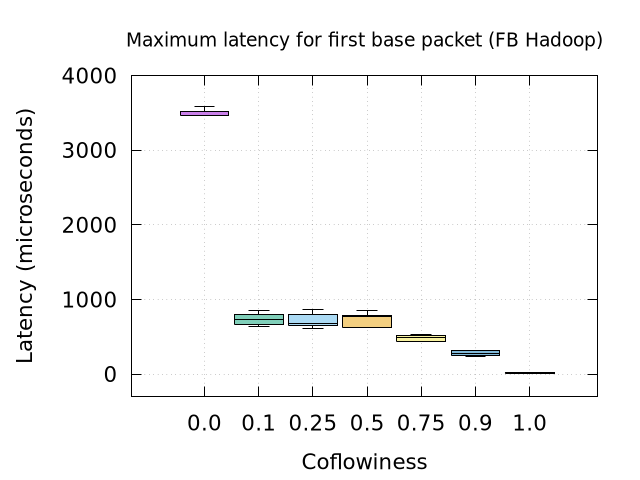 Maximum latency for first base packet (FB Hadoop)
4000
3000
2000
1000
0
Latency (microseconds)
0.0 0.1 0.25 0.5 0.75 0.9 1.0
Coflowiness